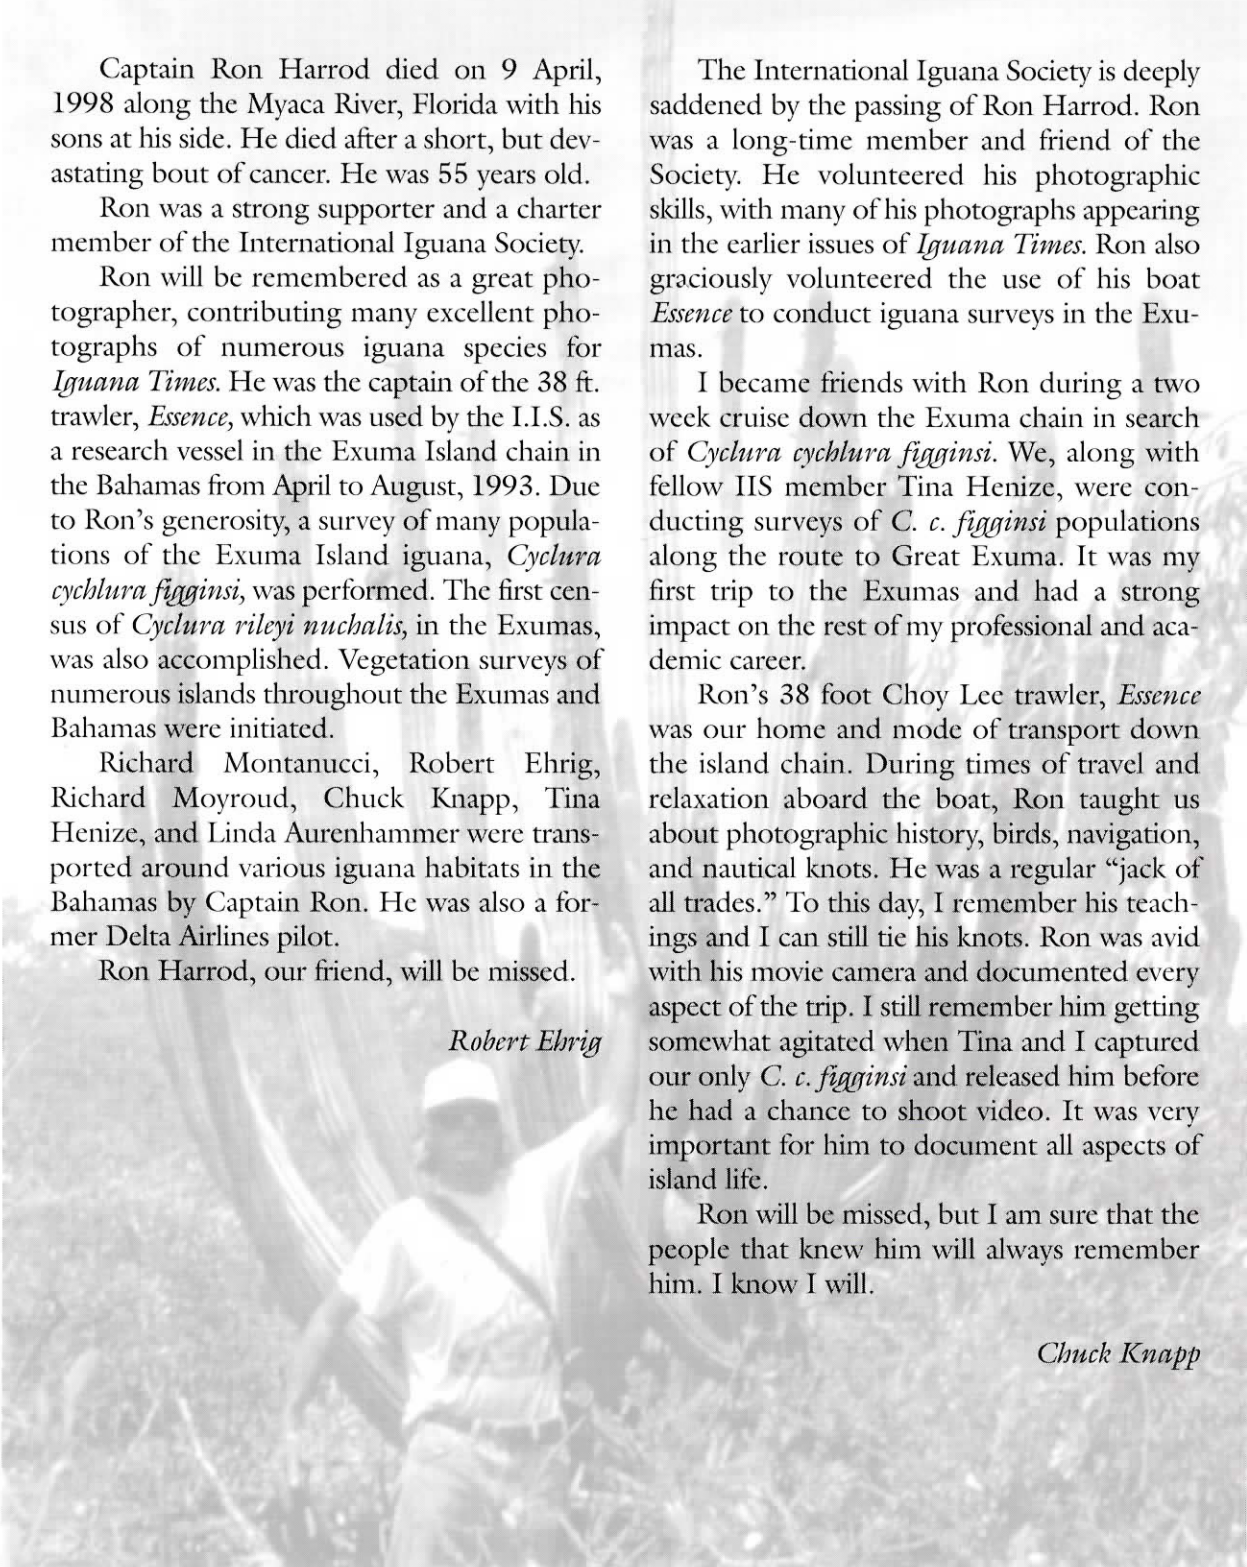 Captain Ron Harrod died on 9 April,
1998 along the Myaca River, Florida with his
sons at his side. He died after a short, but dev-
astating bout of cancer. He was 55 years old.
Ron was a strong supporter and a charter
member of the International Iguana Society.
Ron will be remembered as a great pho-
tographer, contributing many excellent pho-
tographs of numerous iguana species for
Iguana Times. He was the captain of the 38 ft.
trawler, Essence, which was used by the I.I.S. as
a research vessel in the Exuma Island chain in
the Bahamas from April to August, 1993. Due
to Ron's generosity, a survey of many popula-
tions of the Exuma Island iguana, Cyclura
cychlura figginsi, was performed. The first cen-
sus of Cyclura rileyi nuchalis, in the Exumas,
was also accomplished. Vegetation surveys of
numerous islands throughout the Exumas and
Bahamas were initiated.
Richard Montanucci, Robert Ehrig,
Richard Moyroud, Chuck Knapp, Tina
Henize, and Linda Aurenhammer were trans-
ported around various iguana habitats in the
Bahamas by Captain Ron. He was also a for-
mer Delta Airlines pilot.
Ron Harrod, our friend, will be missed.
Robert Ehrig
The International Iguana Society is deeply
saddened by the passing of Ron Harrod. Ron
was a long-time member and friend of the
Society. He volunteered his photographic
skills, with many of his photographs appearing
in the earlier issues of Iguana Times. Ron also
graciously volunteered the use of his boat
Essence to conduct iguana surveys in the Exu-
mas.
I became friends with Ron during a two
week cruise down the Exuma chain in search
of Cyclura cychlura figginsi. We, along with
fellow IIS member Tina Henize, were con-
ducting surveys of C. c. figginsi populations
along the route to Great Exuma. It was my
first trip to the Exumas and had a strong
impact on the rest of my professional and aca-
demic career.
Ron's 38 foot Choy Lee trawler, Essence
was our home and mode of transport down
the island chain. During times of travel and
relaxation aboard the boat, Ron taught us
about photographic history, birds, navigation,
and nautical knots. He was a regular "jack of
all trades." To this day, I remember his teach-
ings and I can still tie his knots. Ron was avid
with his movie camera and documented every
aspect of the trip. I still remember him getting
somewhat agitated when Tina and I captured
our only C. c. figginsi and released him before
he had a chance to shoot video. It was very
important for him to document all aspects of
island life.
Ron will be missed, but I am sure that the
people that knew him will always remember
him. I know I will.
Chuck Knapp